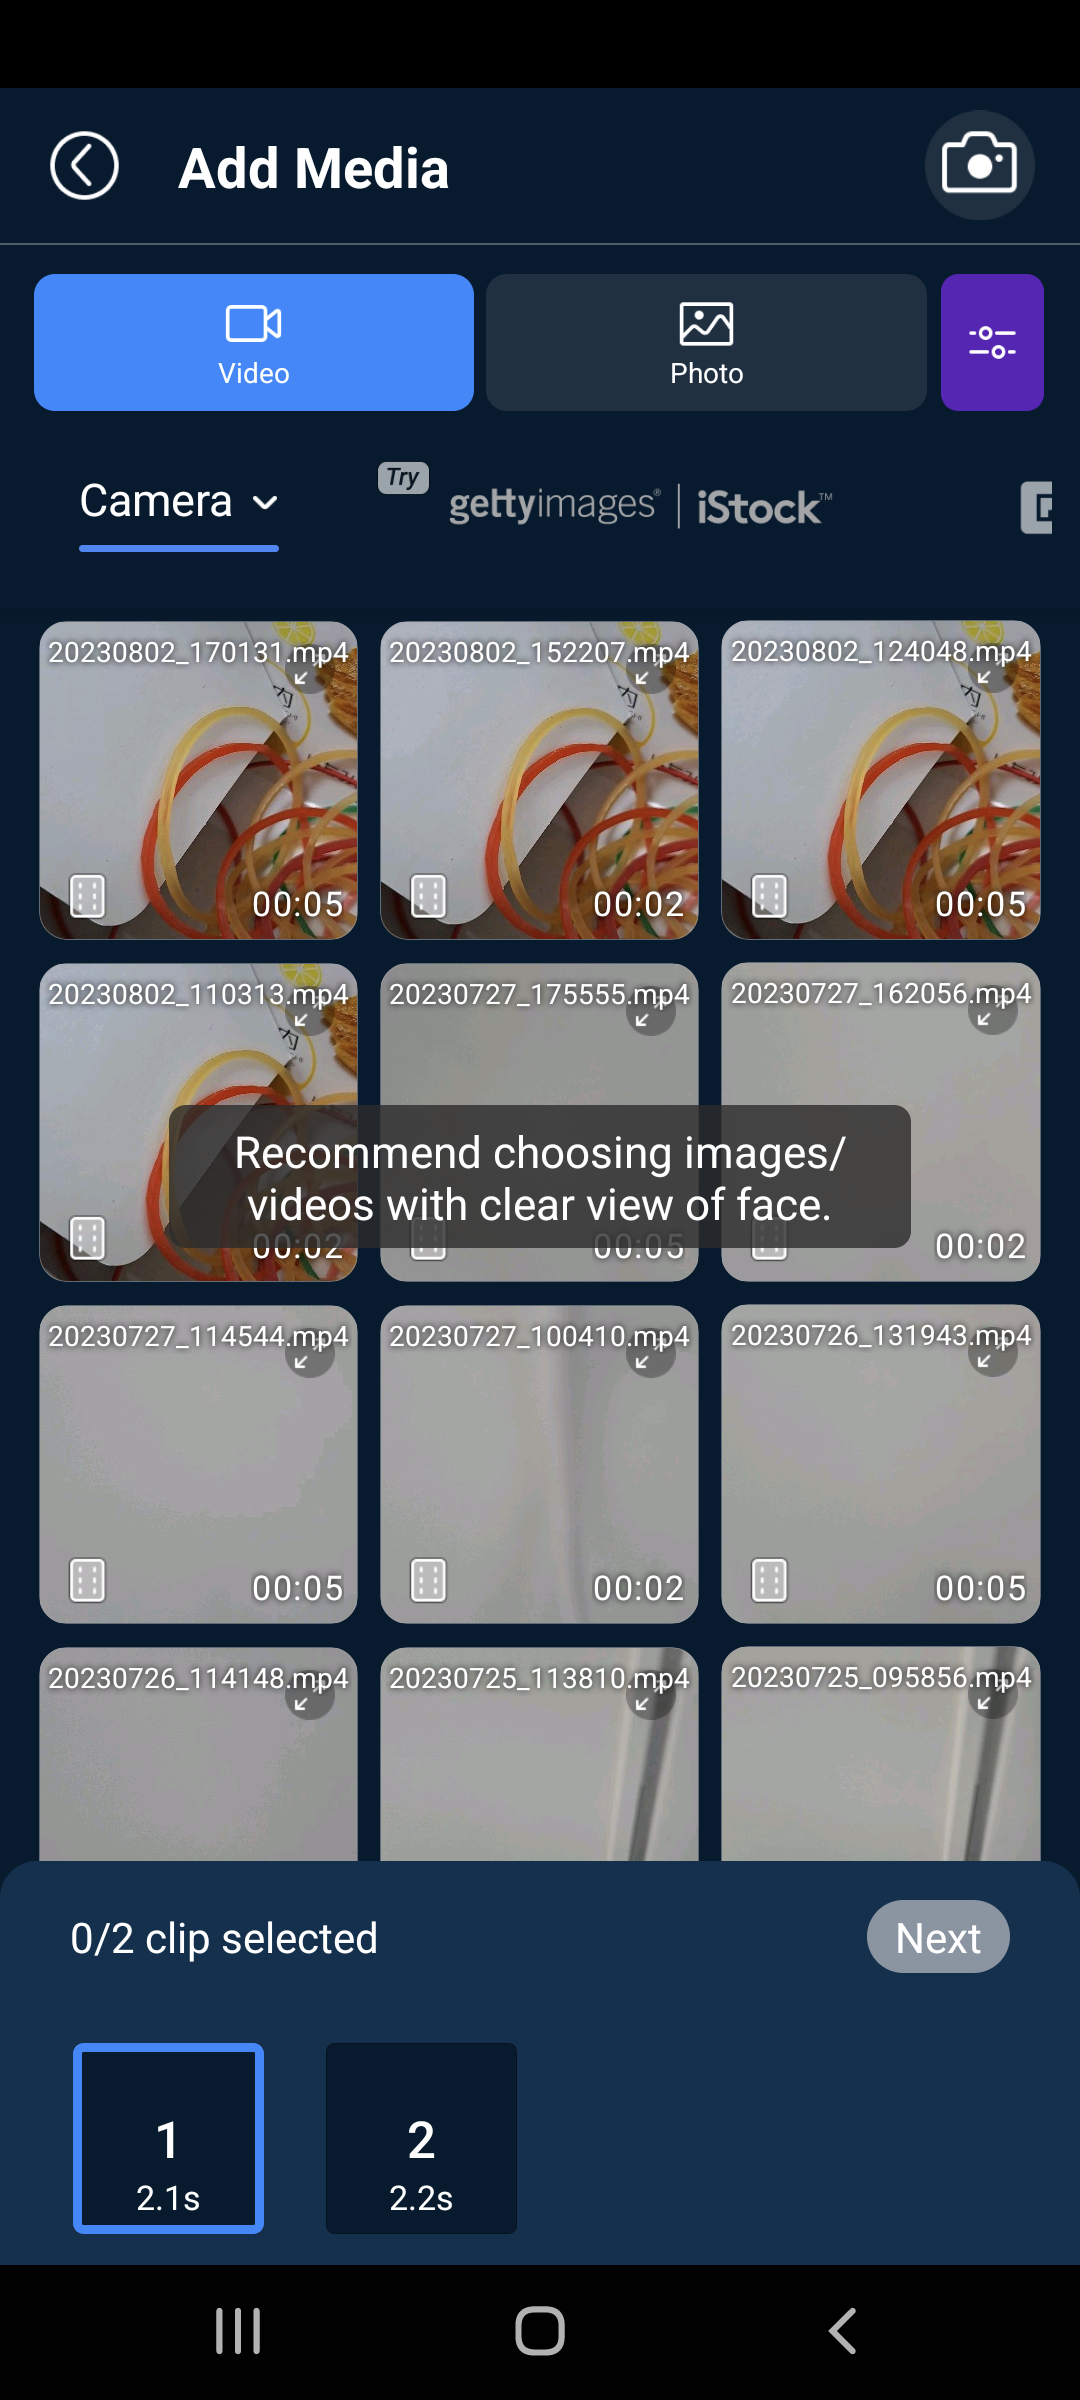 Add Media
Video
Photo
Camera
Try
gettyimages® | iStock™
20230802_170131.mp4
20230802_152207.mp4
20230802_124048.mp4
00:05
00:02
00:05
20230802_110313.mp4
20230727_175555.mp4
20230727_162056.mp4
Recommend choosing images/
videos with clear view of face.
00:02
00:05
00:02
20230727_114544.mp4
20230727_100410.mp4
20230726_131943.mp4
00:05
00:02
00:05
20230726_114148.mp4
20230725_113810.mp4
20230725_095856.mp4
0/2 clip selected
Next
1
2.1s
2
2.2s